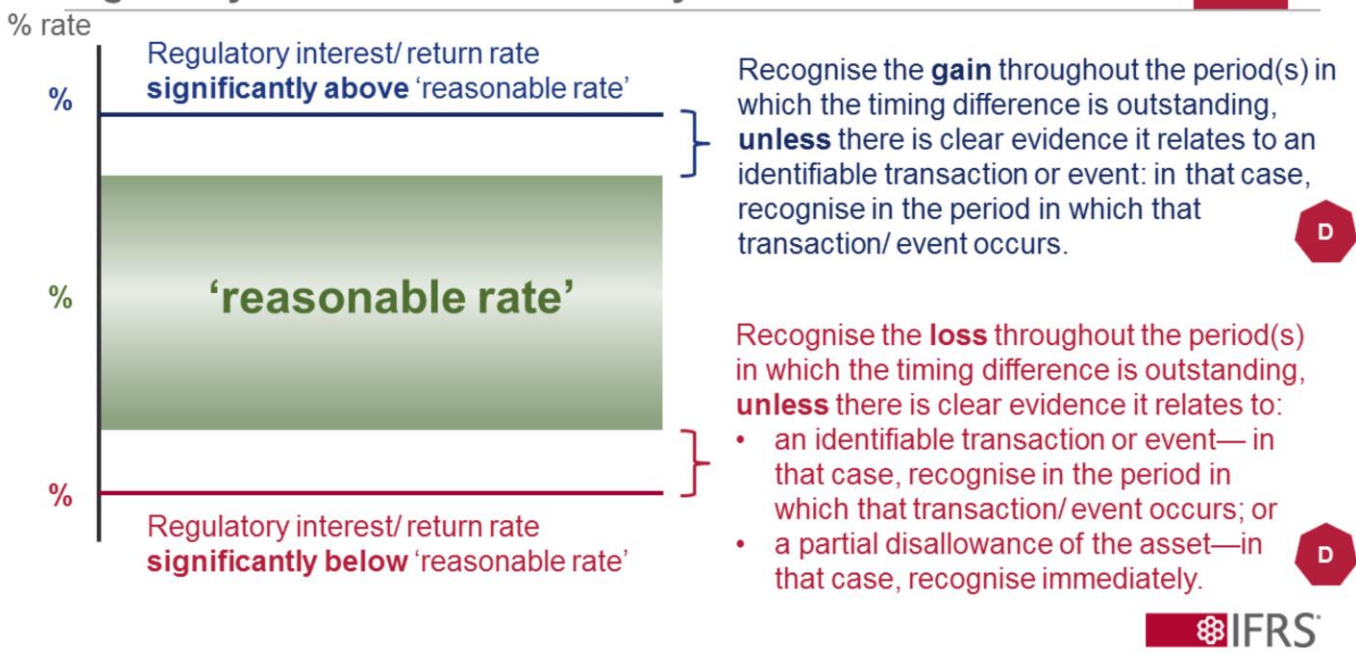 % rate
Regulatory interest/ return rate
significantly above ‘reasonable rate’
%
Recognise the gain throughout the period(s) in
which the timing difference is outstanding,
unless there is clear evidence it relates to an
identifiable transaction or event: in that case,
recognise in the period in which that
transaction/ event occurs.
D
%
‘reasonable rate’
Recognise the loss throughout the period(s)
in which the timing difference is outstanding,
unless there is clear evidence it relates to:
• an identifiable transaction or event— in
that case, recognise in the period in
which that transaction/ event occurs; or
• a partial disallowance of the asset—in
that case, recognise immediately.
D
%
Regulatory interest/ return rate
significantly below ‘reasonable rate’
IFRS